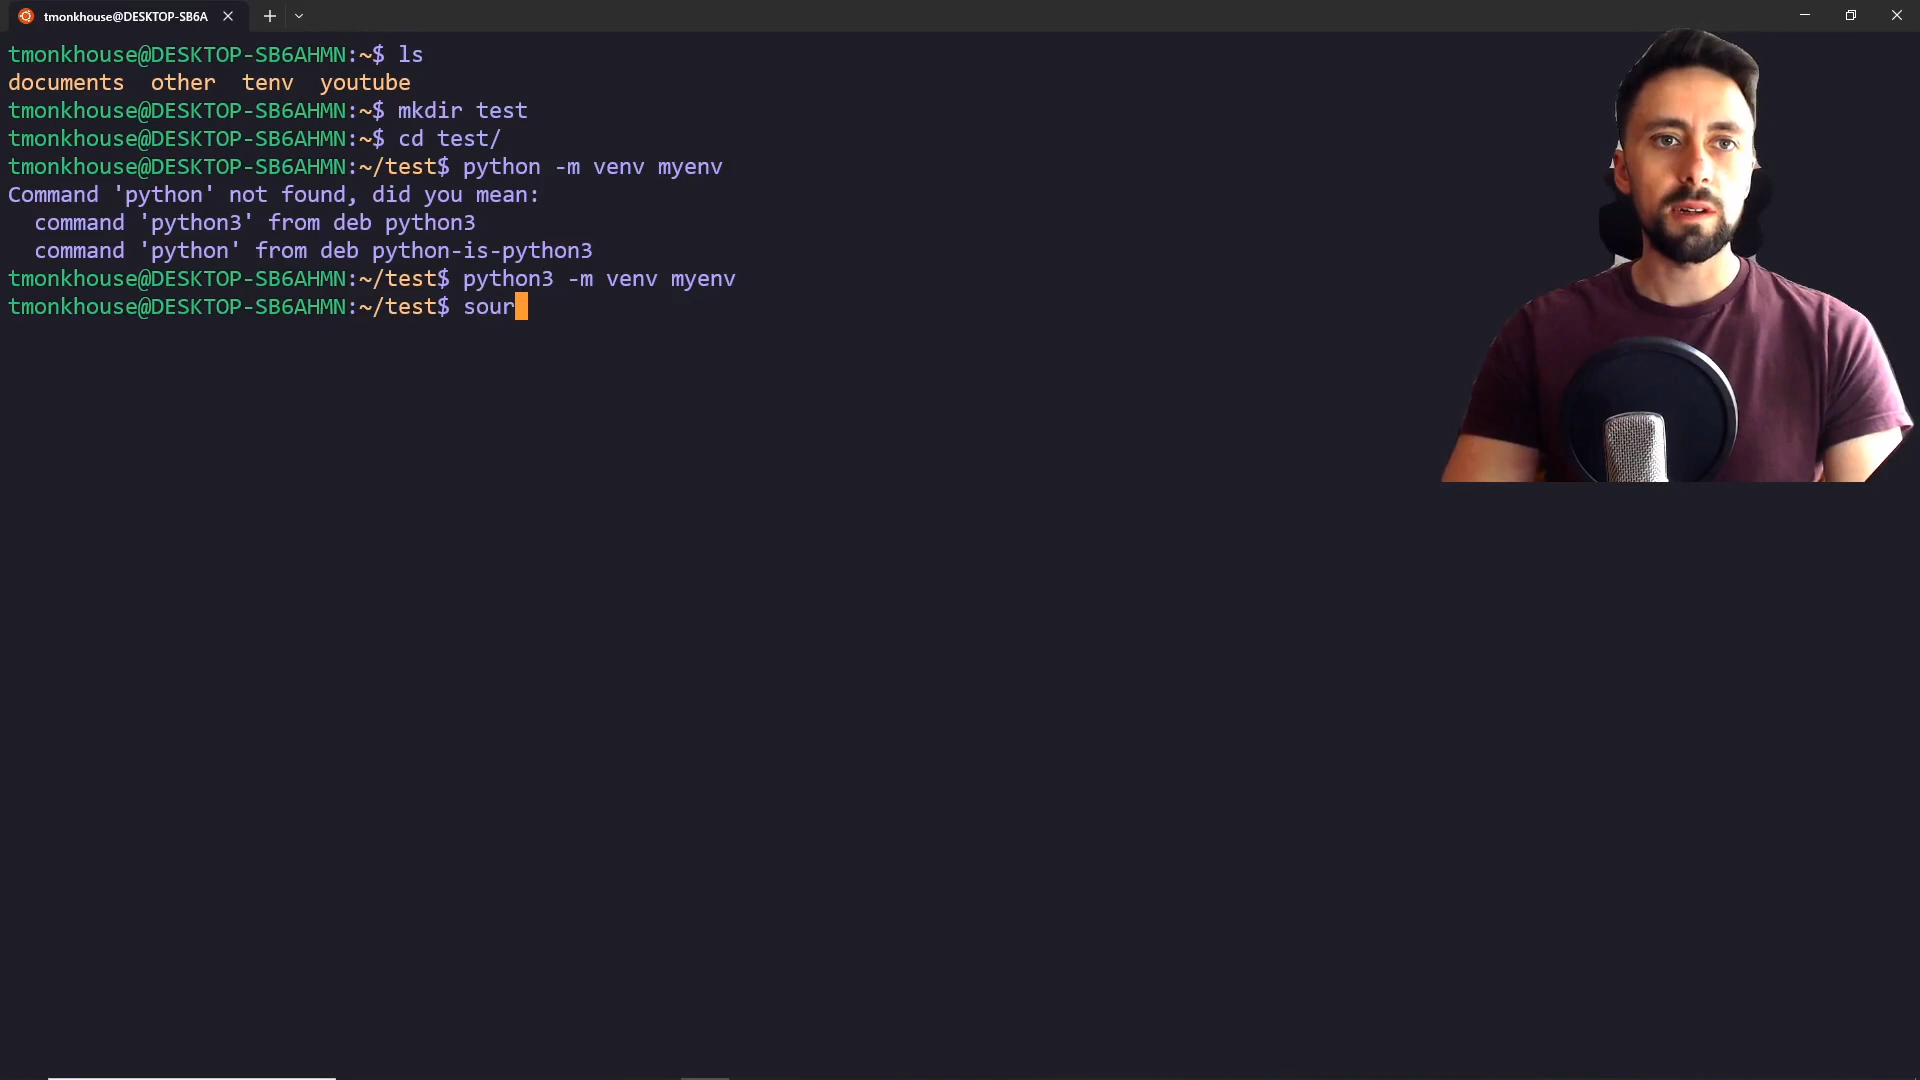 tmonkhouse@DESKTOP-SB6A
tmonkhouse@DESKTOP-SB6AHMN:~$ ls
documents  other  tenv  youtube
tmonkhouse@DESKTOP-SB6AHMN:~$ mkdir test
tmonkhouse@DESKTOP-SB6AHMN:~$ cd test/
tmonkhouse@DESKTOP-SB6AHMN:~/test$ python -m venv myenv
Command 'python' not found, did you mean:
  command 'python3' from deb python3
  command 'python' from deb python-is-python3
tmonkhouse@DESKTOP-SB6AHMN:~/test$ python3 -m venv myenv
tmonkhouse@DESKTOP-SB6AHMN:~/test$ sour